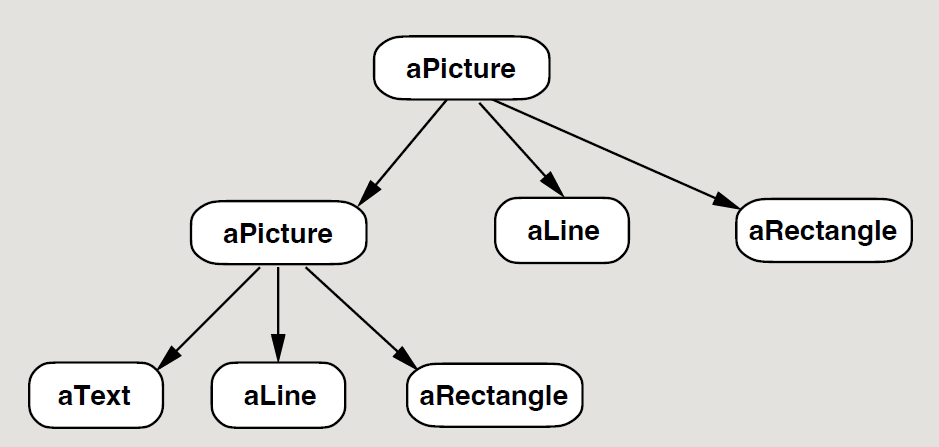 aPicture
aPicture
aLine
aRectangle
aText
aLine
aRectangle